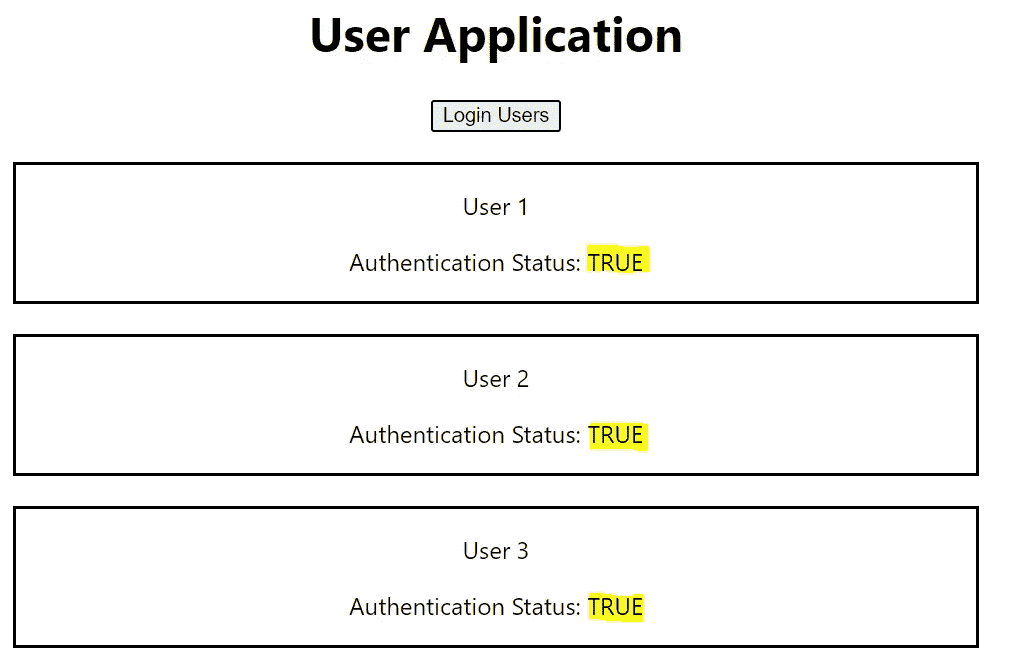 User Application
Login Users
User 1
Authentication Status: TRUE
User 2
Authentication Status: TRUE
User 3
Authentication Status: TRUE